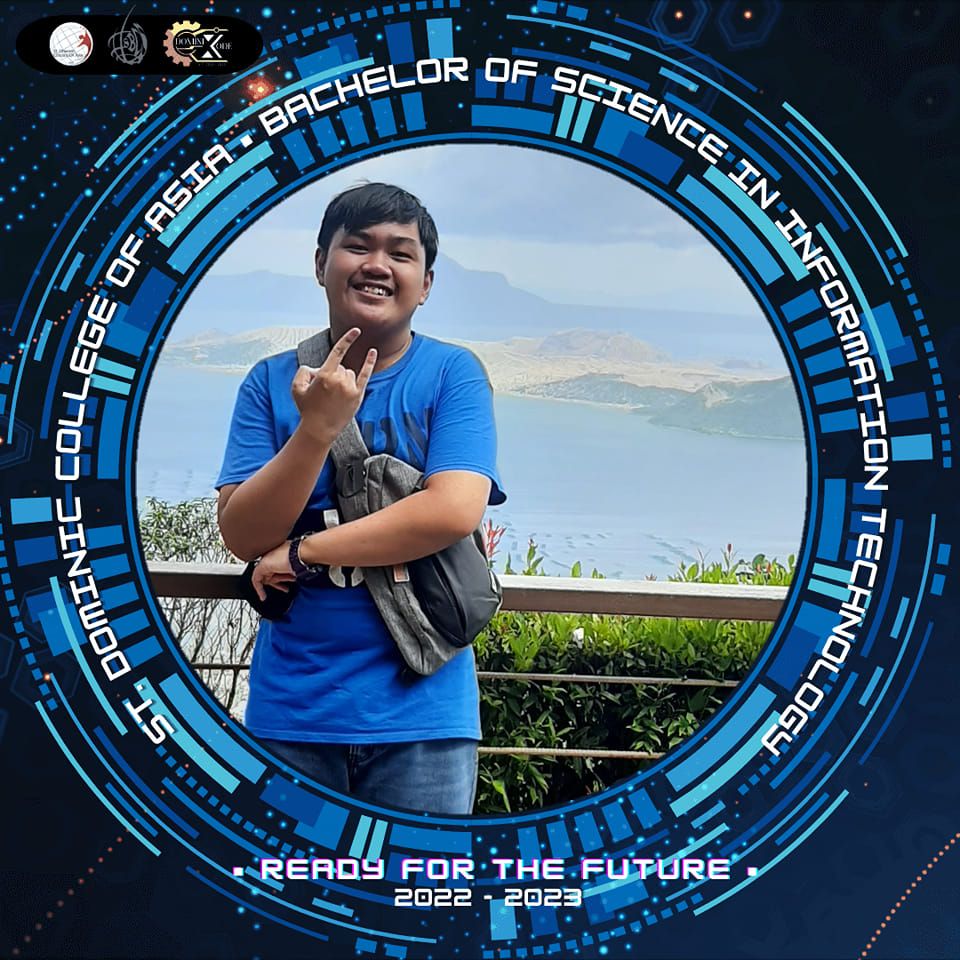 ST. DOMINIC COLLEGE OF ASIA • BACHELOR OF SCIENCE IN INFORMATION TECHNOLOGY
• READY FOR THE FUTURE •
2022 - 2023